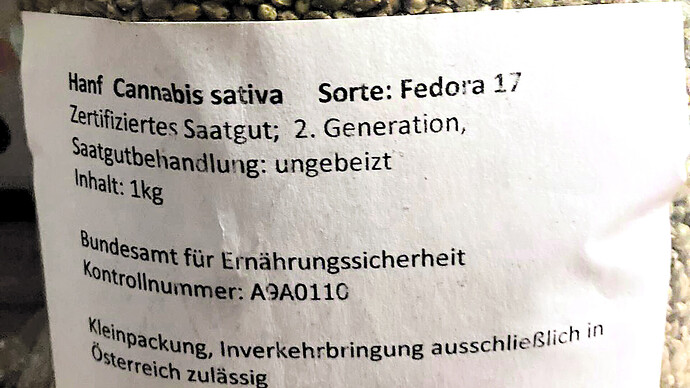 Hanf Cannabis sativa Sorte: Fedora 17
Zertifiziertes Saatgut; 2. Generation,
Saatgutbehandlung: ungebeizt
Inhalt: 1kg
Bundesamt für Ernährungssicherheit
Kontrollnummer: A9A0110
Kleinpackung, Inverkehrbringung ausschließlich in
Österreich zulässig